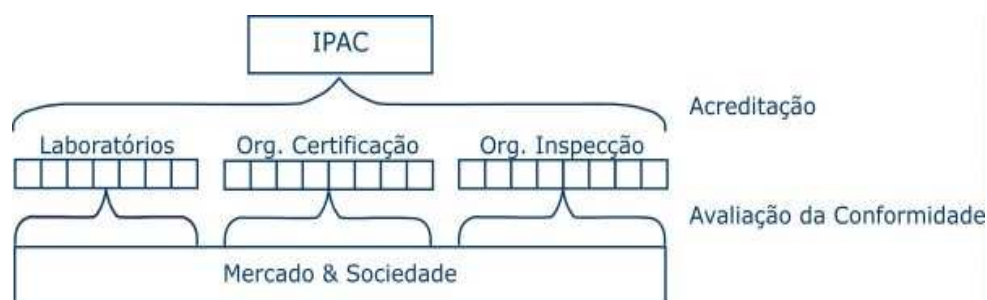 IPAC
Acreditação
Laboratórios
Org. Certificação
Org. Inspecção
Avaliação da Conformidade
Mercado & Sociedade